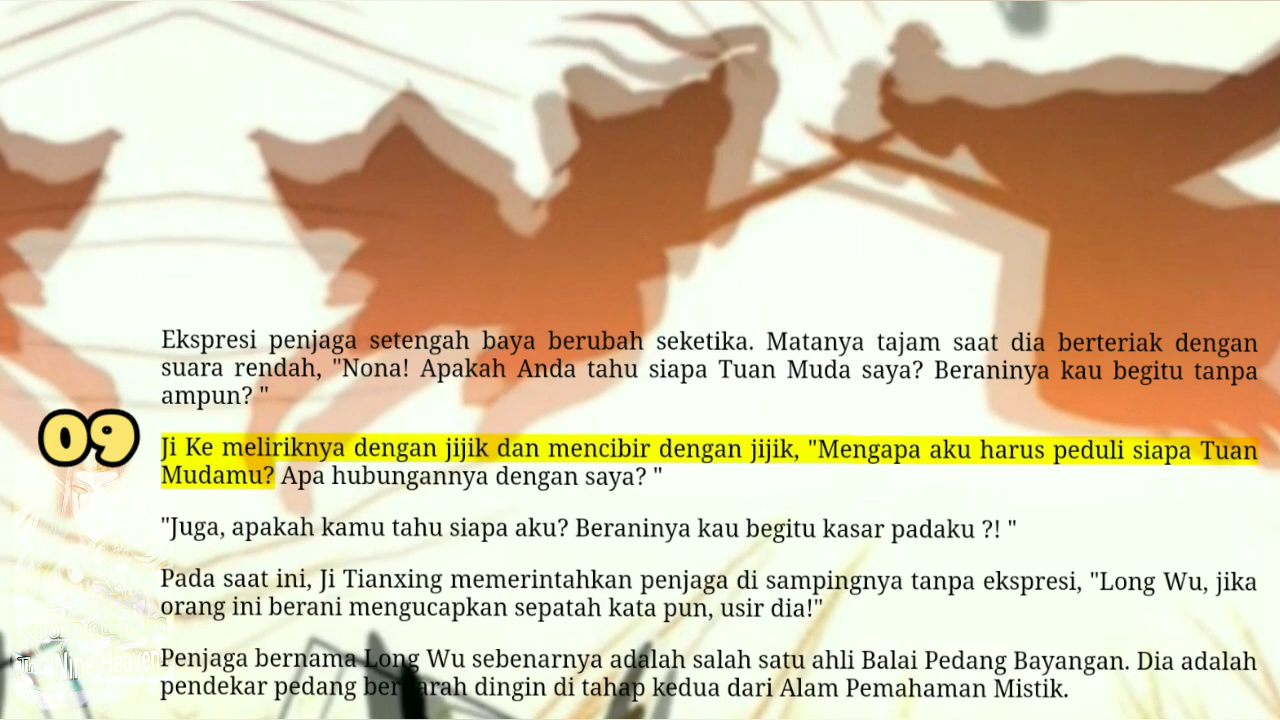 Ekspresi penjaga setengah baya berubah seketika. Matanya tajam saat dia berteriak dengan
suara rendah, "Nona! Apakah Anda tahu siapa Tuan Muda saya? Beraninya kau begitu tanpa
ampun? "
09
Ji Ke meliriknya dengan jijik dan mencibir dengan jijik, "Mengapa aku harus peduli siapa Tuan
Mudamu? Apa hubungannya dengan saya? "
"Juga, apakah kamu tahu siapa aku? Beraninya kau begitu kasar padaku ?! "
Pada saat ini, Ji Tianxing memerintahkan penjaga di sampingnya tanpa ekspresi, "Long Wu, jika
orang ini berani mengucapkan sepatah kata pun, usir dia!"
The Nine Heaven
Penjaga bernama Long Wu sebenarnya adalah salah satu ahli Balai Pedang Bayangan. Dia adalah
pendekar pedang berdarah dingin di tahap kedua dari Alam Pemahaman Mistik.